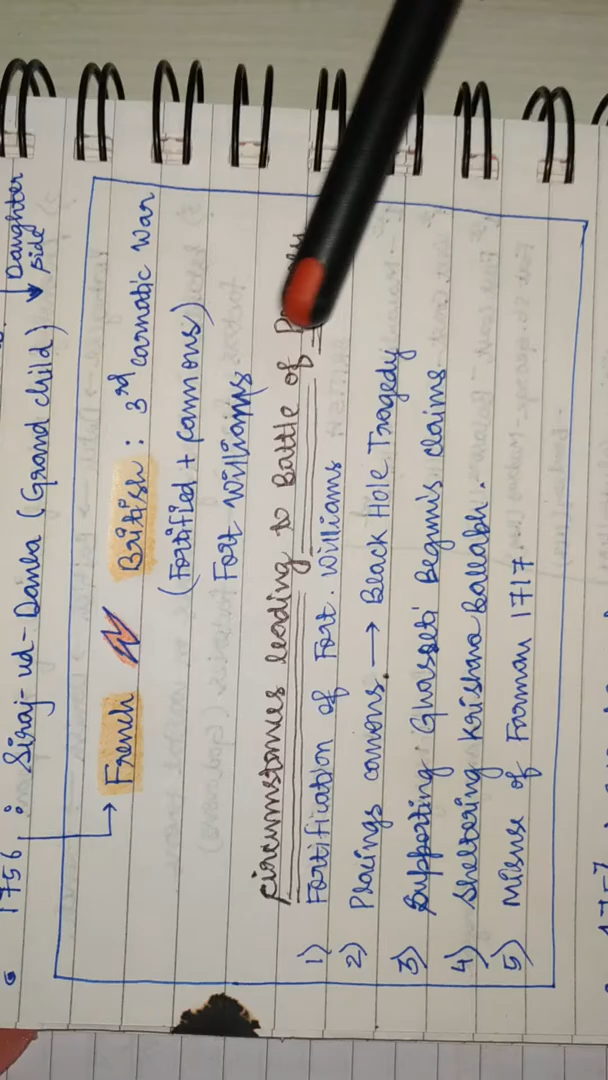 Daughter
side
1756 : Siraj-ud-Daula (Grand child)
French British : 3rd carnatic War
(Fortified + cannons)
Fort Williams
circumstances leading to Battle of
1) Fortification of Fort. Williams
2) Placings canons. → Black Hole Tragedy
3) Supporting Ghasseti Begum's claims
4) Sheltering Krishna Ballabh.
5) Misuse of Farman 1717